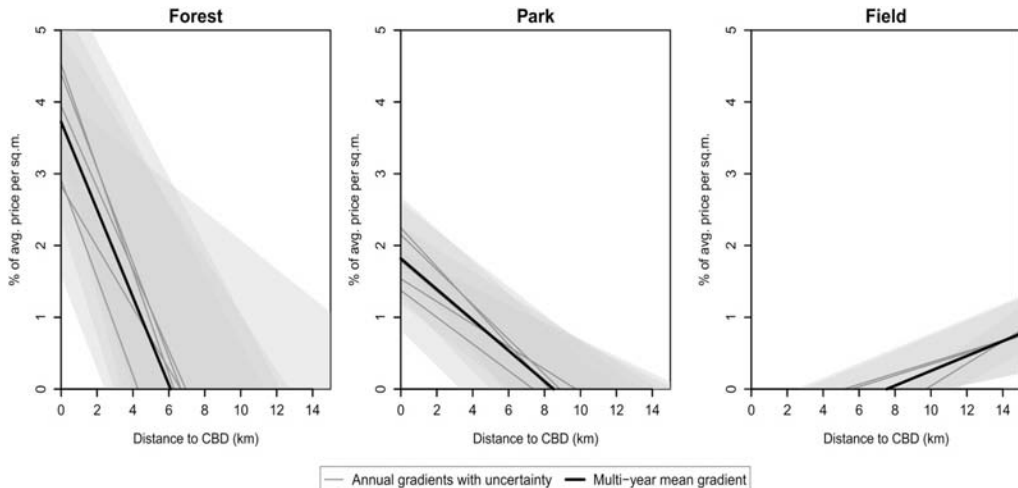 Forest
% of avg. price per sq.m.
5
4
3
2
1
0
0 2 4 6 8 10 12 14
Distance to CBD (km)
Park
% of avg. price per sq.m.
5
4
3
2
1
0
0 2 4 6 8 10 12 14
Distance to CBD (km)
Field
% of avg. price per sq.m.
5
4
3
2
1
0
0 2 4 6 8 10 12 14
Distance to CBD (km)
Annual gradients with uncertainty Multi−year mean gradient